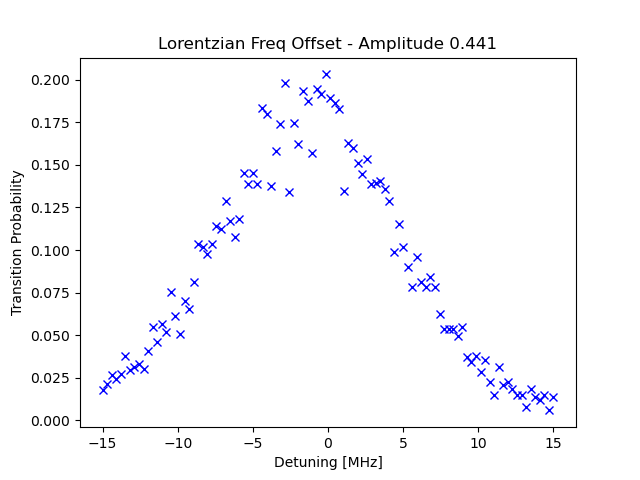 Lorentzian Freq Offset - Amplitude 0.441
Transition Probability
0.200
0.175
0.150
0.125
0.100
0.075
0.050
0.025
0.000
−15 −10 −5 0 5 10 15
Detuning [MHz]